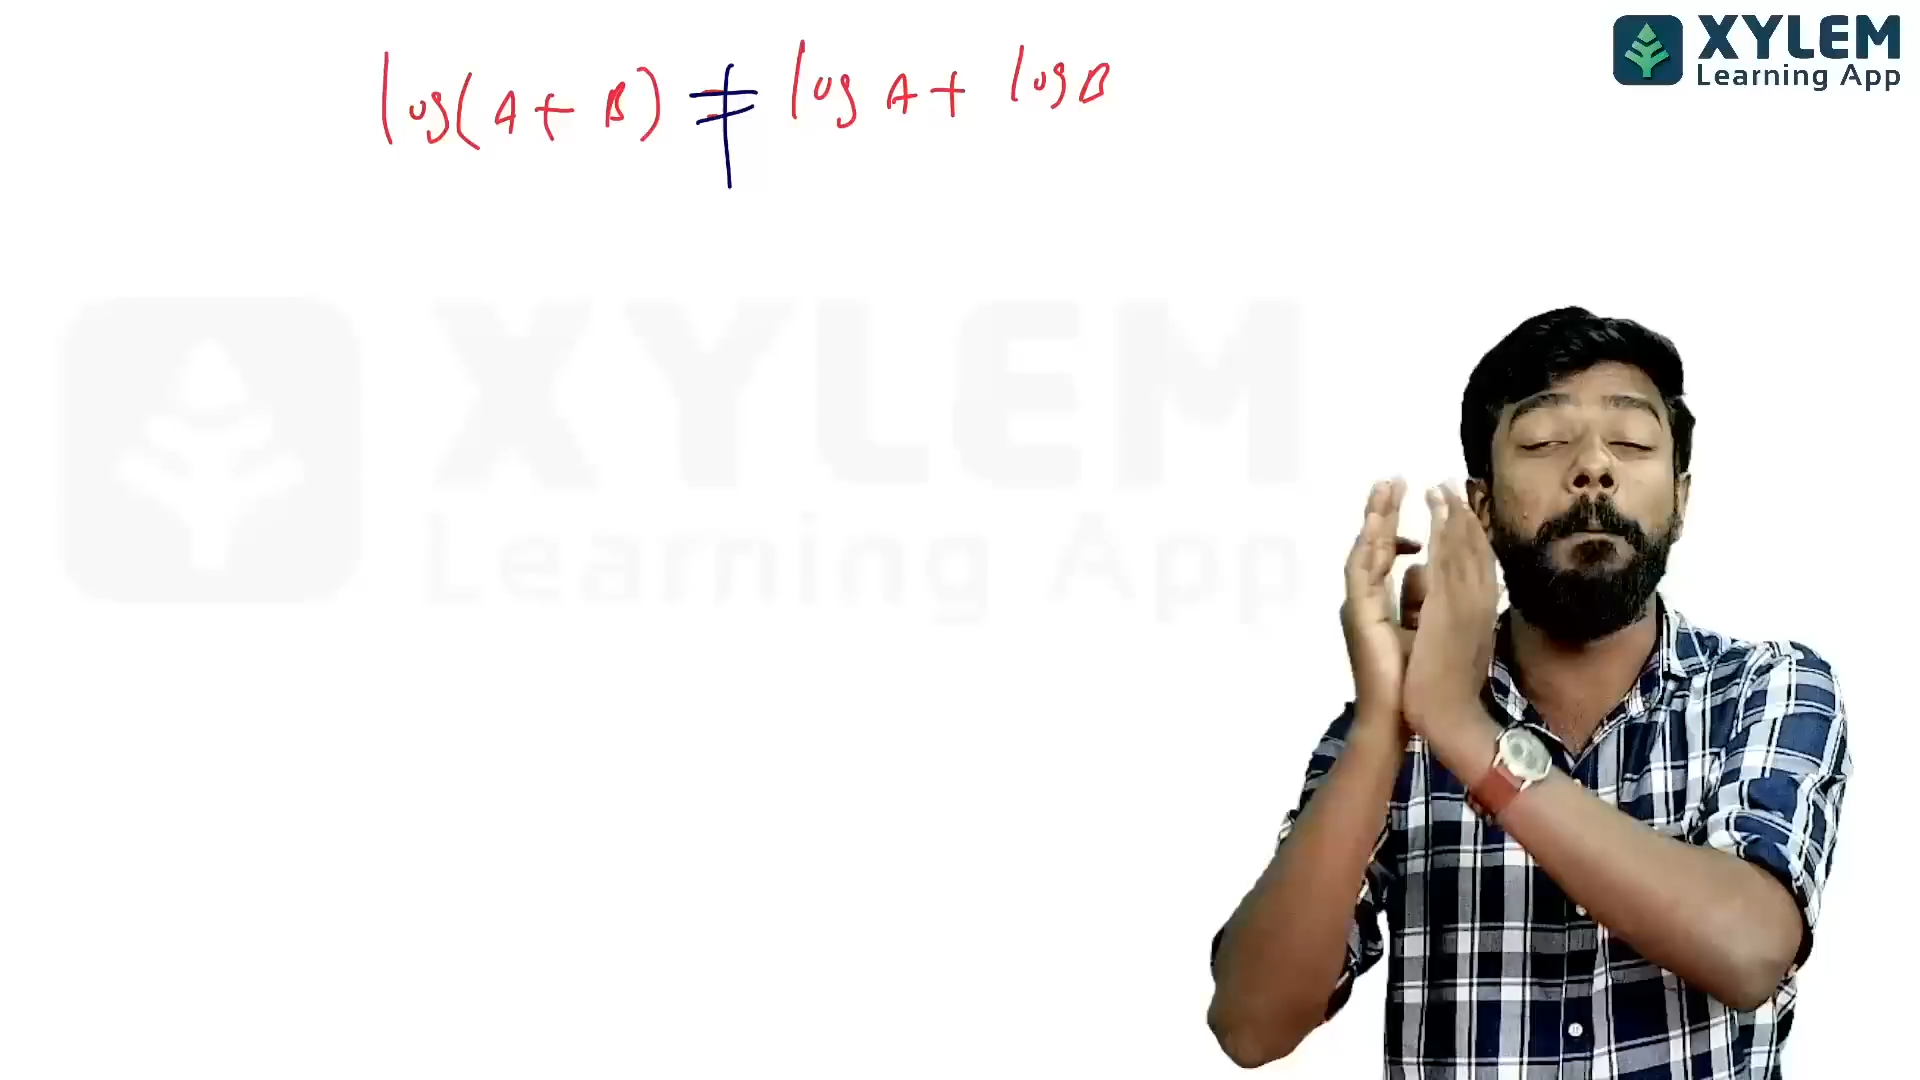 log(A + B) ≠ log A + log B
XYLEM
Learning App
XYLEM
Learning App